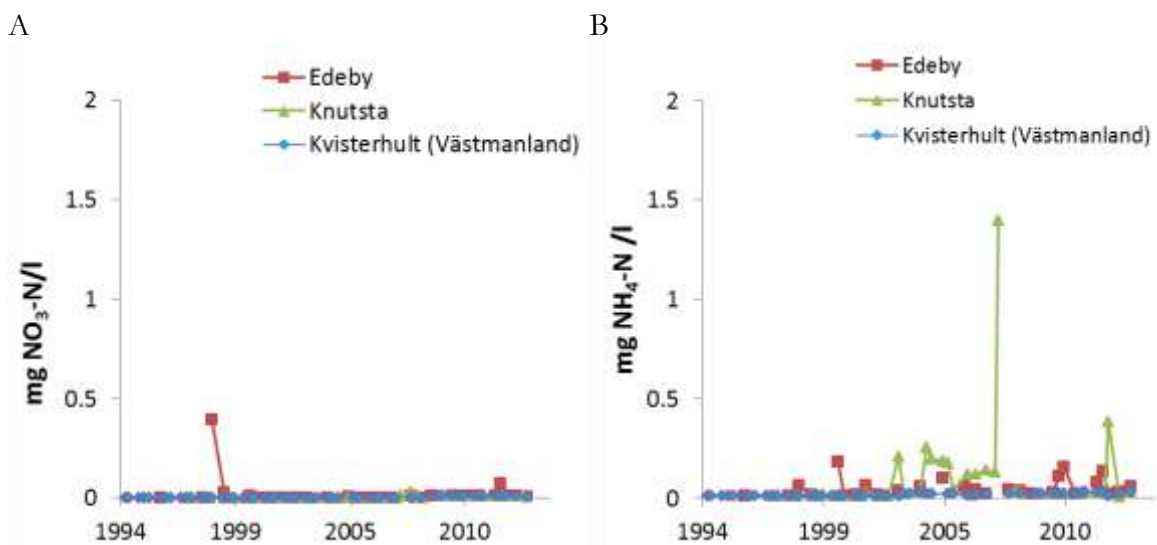 A
Edeby
Knutsta
Kvisterhult (Västmanland)
mg NO₃-N/l
2
1.5
1
0.5
0
1994
1999
2005
2010
B
Edeby
Knutsta
Kvisterhult (Västmanland)
mg NH₄-N /l
2
1.5
1
0.5
0
1994
1999
2005
2010